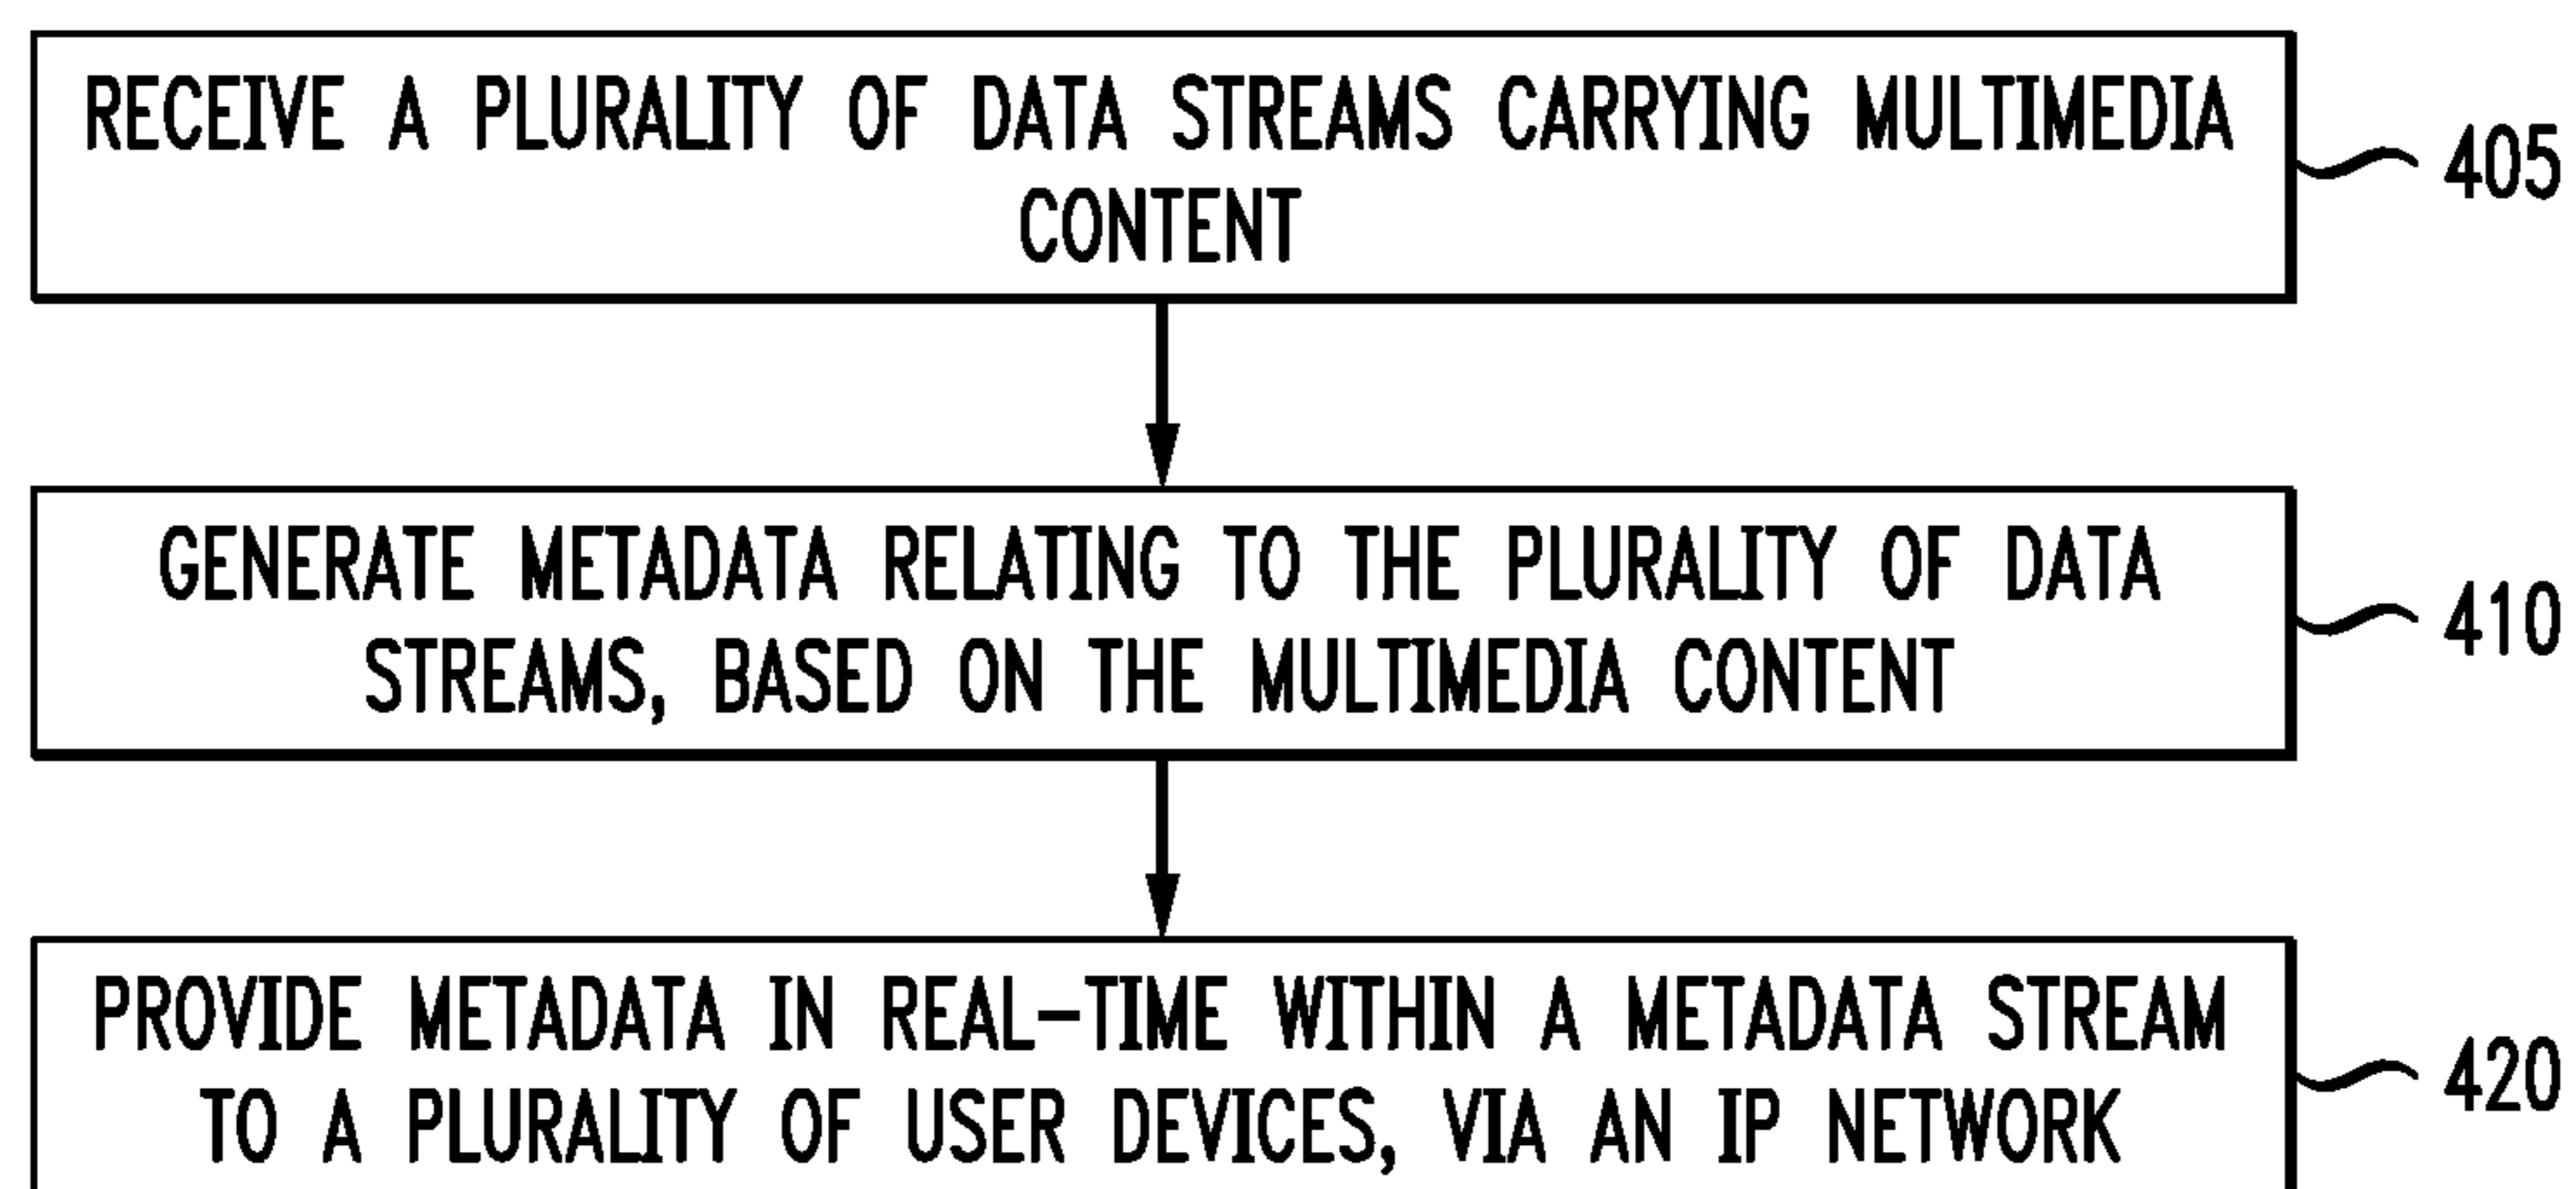 RECEIVE A PLURALITY OF DATA STREAMS CARRYING MULTIMEDIA
CONTENT
405
GENERATE METADATA RELATING TO THE PLURALITY OF DATA
STREAMS, BASED ON THE MULTIMEDIA CONTENT
410
PROVIDE METADATA IN REAL-TIME WITHIN A METADATA STREAM
TO A PLURALITY OF USER DEVICES, VIA AN IP NETWORK
420